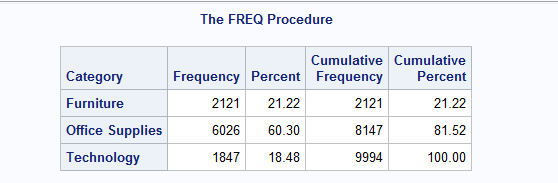 The FREQ Procedure
Cumulative Cumulative
Category Frequency Percent Frequency Percent
Furniture 2121 21.22 2121 21.22
Office Supplies 6026 60.30 8147 81.52
Technology 1847 18.48 9994 100.00